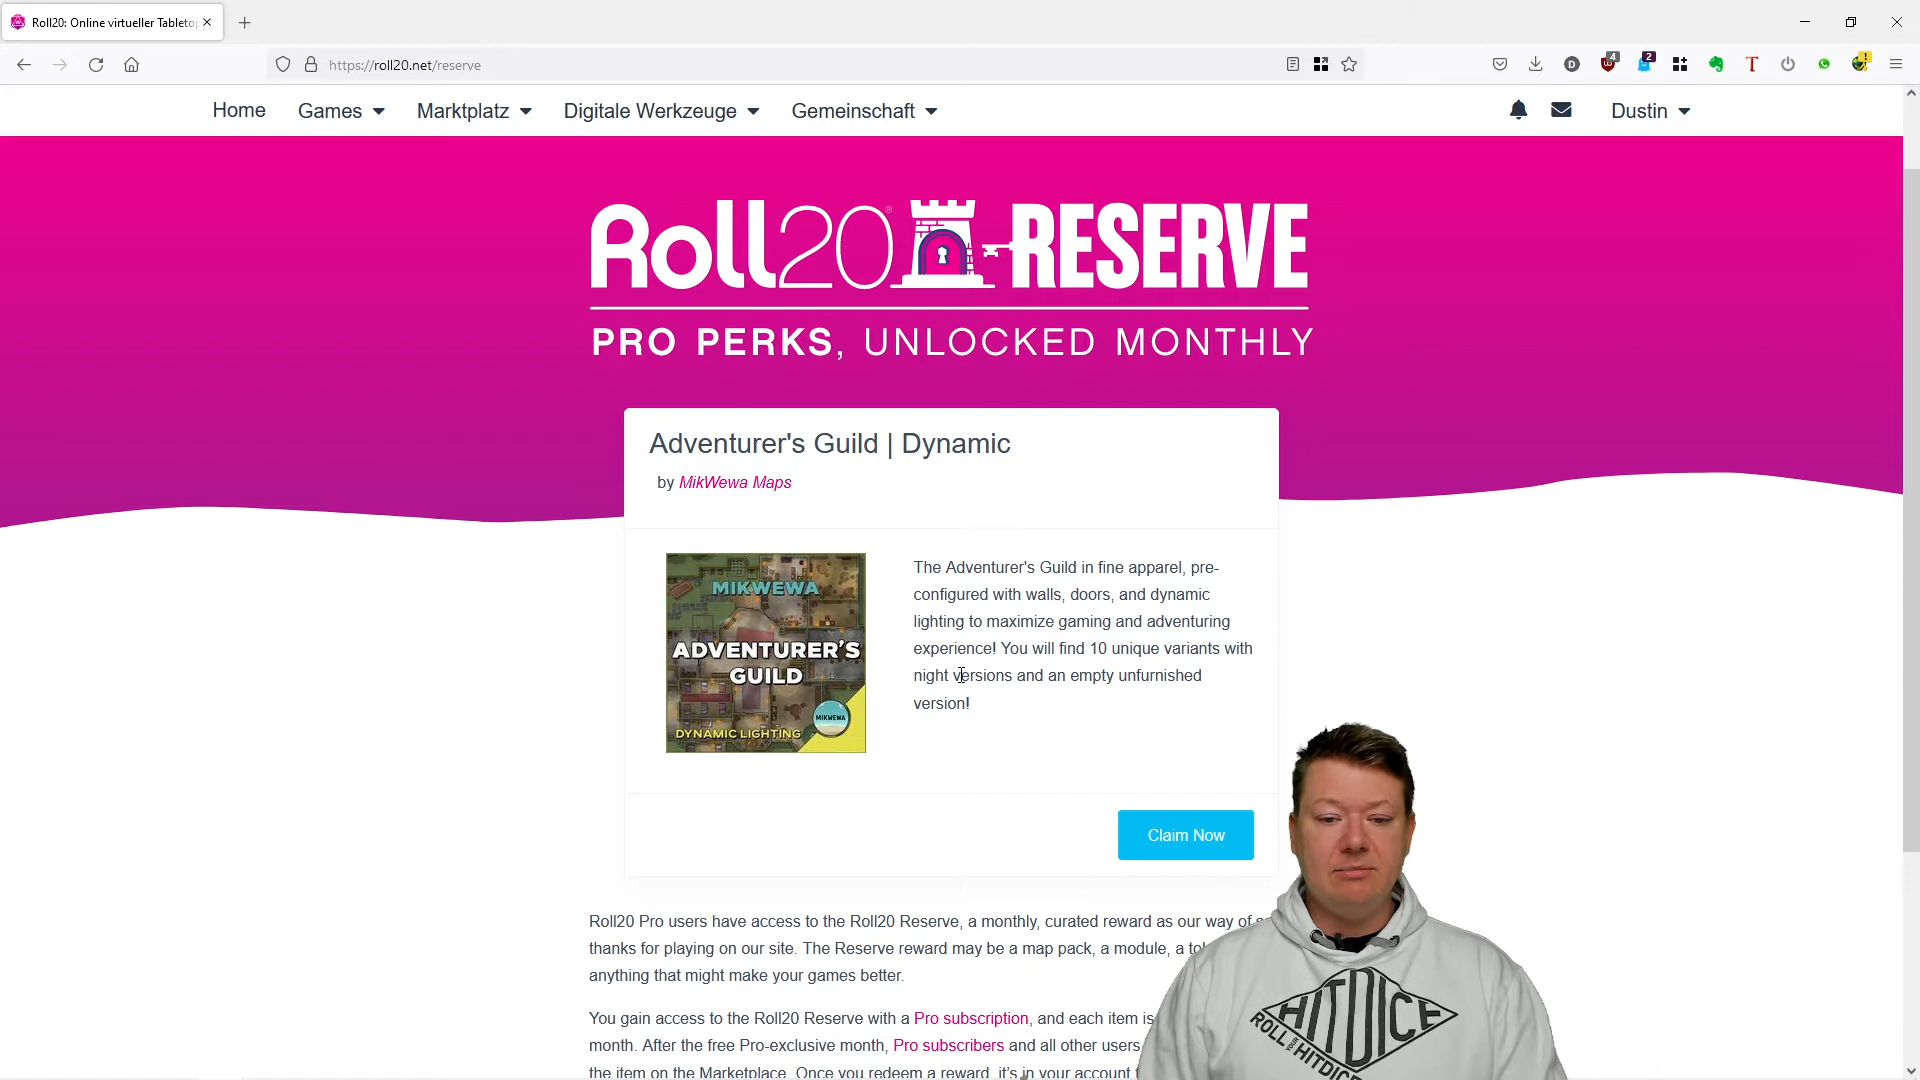 Roll20: Online virtueller Tabletop
https://roll20.net/reserve
4
2
Home
Games
Marktplatz
Digitale Werkzeuge
Gemeinschaft
Dustin
Roll20® RESERVE
PRO PERKS, UNLOCKED MONTHLY
Adventurer's Guild | Dynamic
by MikWewa Maps
MIKWEWA
ADVENTURER'S
GUILD
MIKWEWA
DYNAMIC LIGHTING
The Adventurer's Guild in fine apparel, pre-
configured with walls, doors, and dynamic
lighting to maximize gaming and adventuring
experience! You will find 10 unique variants with
night versions and an empty unfurnished
version!
Claim Now
Roll20 Pro users have access to the Roll20 Reserve, a monthly, curated reward as our way of
thanks for playing on our site. The Reserve reward may be a map pack, a module, a
anything that might make your games better.
You gain access to the Roll20 Reserve with a Pro subscription, and each item is
month. After the free Pro-exclusive month, Pro subscribers and all other users
the item on the Marketplace. Once you redeem a reward, it's in your account
HITDICE
ROLL YOUR HITDICE